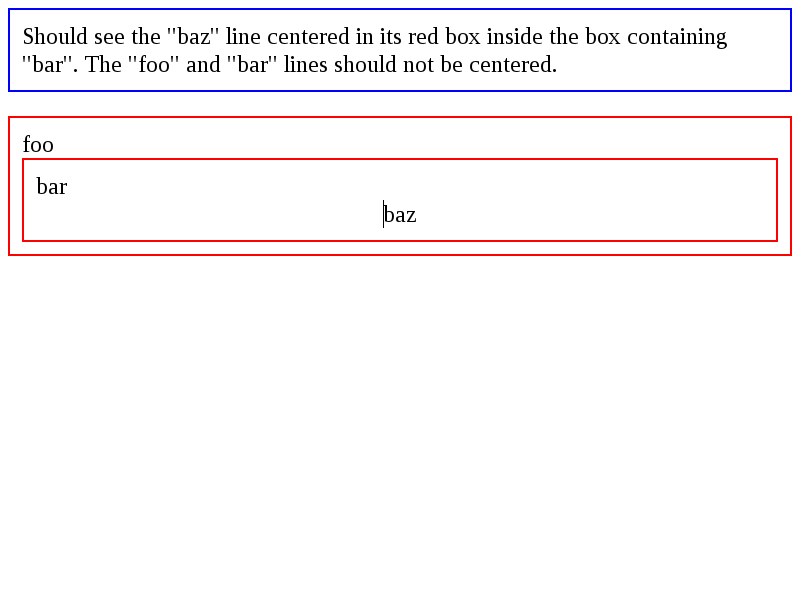 Should see the "baz" line centered in its red box inside the box containing
"bar". The "foo" and "bar" lines should not be centered.
foo
bar
baz